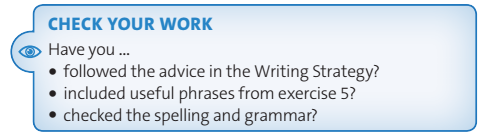 CHECK YOUR WORK
Have you ...
• followed the advice in the Writing Strategy?
• included useful phrases from exercise 5?
• checked the spelling and grammar?